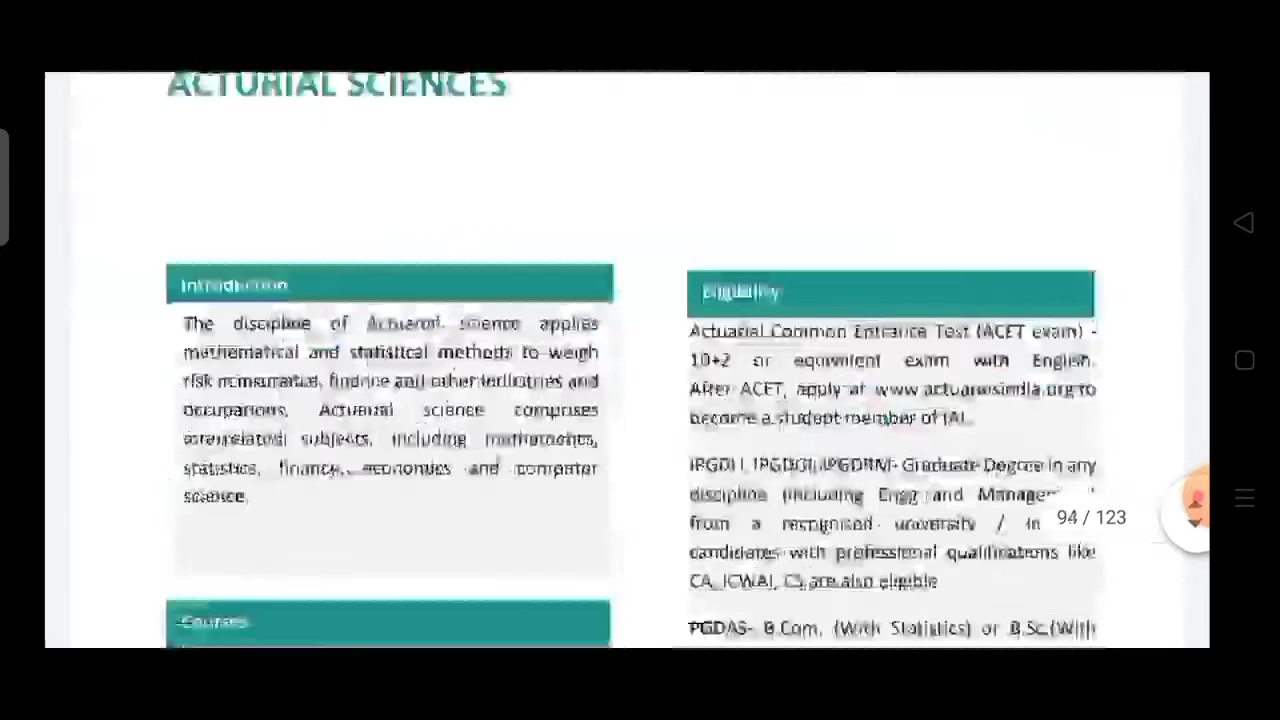 ACTURIAL SCIENCES
Introduction
The discipline of Actuarial science applies
mathematical and statistical methods to weigh
risk in insurance, finance and other industries and
occupations. Actuarial science comprises
interrelated subjects, including mathematics,
statistics, finance, economics and computer
science.
Courses
Eligibility
Actuarial Common Entrance Test (ACET exam) -
10+2 or equivalent exam with English.
After ACET, apply at www.actuariesindia.org to
become a student member of IAI.
Graduate Degree in any
discipline (including Engg and
from a recognised university / In
candidates with professional qualifications like
CA, ICWAI, CS are also eligible
PGDAS- B.Com. (With Statistics) or B.Sc.(With
94 / 123